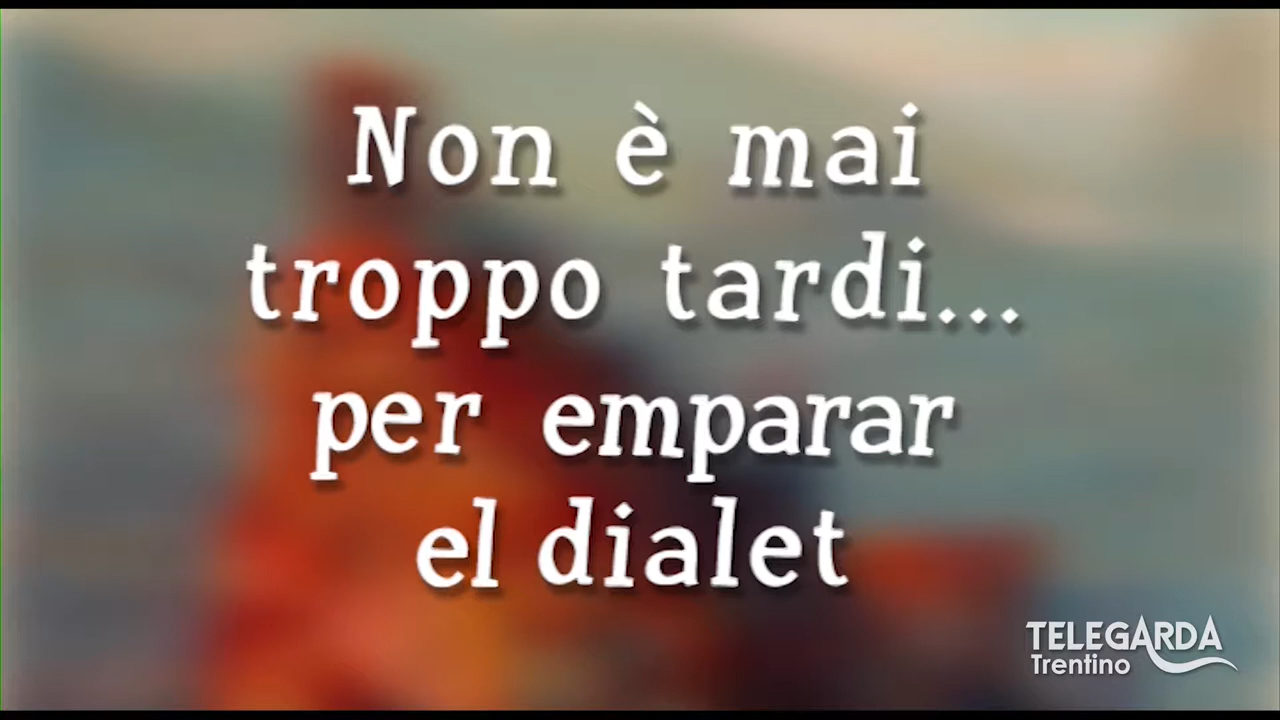 Non è mai
troppo tardi...
per emparar
el dialet
TELEGARDA
Trentino